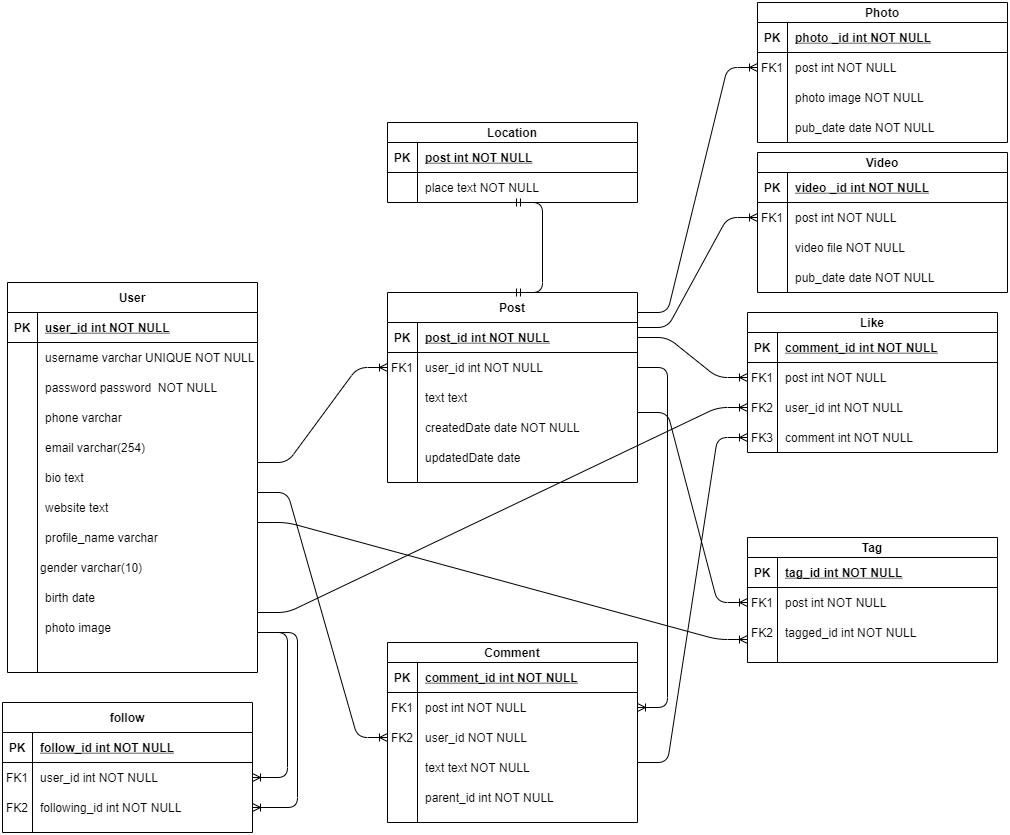 Photo
PK photo _id int NOT NULL
FK1 post int NOT NULL
photo image NOT NULL
pub_date date NOT NULL
Location
PK post int NOT NULL
place text NOT NULL
Video
PK video _id int NOT NULL
FK1 post int NOT NULL
video file NOT NULL
pub_date date NOT NULL
User
PK user_id int NOT NULL
username varchar UNIQUE NOT NULL
password password  NOT NULL
phone varchar
email varchar(254)
bio text
website text
profile_name varchar
gender varchar(10)
birth date
photo image
Post
PK post_id int NOT NULL
FK1 user_id int NOT NULL
text text
createdDate date NOT NULL
updatedDate date
Like
PK comment_id int NOT NULL
FK1 post int NOT NULL
FK2 user_id int NOT NULL
FK3 comment int NOT NULL
Tag
PK tag_id int NOT NULL
FK1 post int NOT NULL
FK2 tagged_id int NOT NULL
Comment
PK comment_id int NOT NULL
FK1 post int NOT NULL
FK2 user_id NOT NULL
text text NOT NULL
parent_id int NOT NULL
follow
PK follow_id int NOT NULL
FK1 user_id int NOT NULL
FK2 following_id int NOT NULL